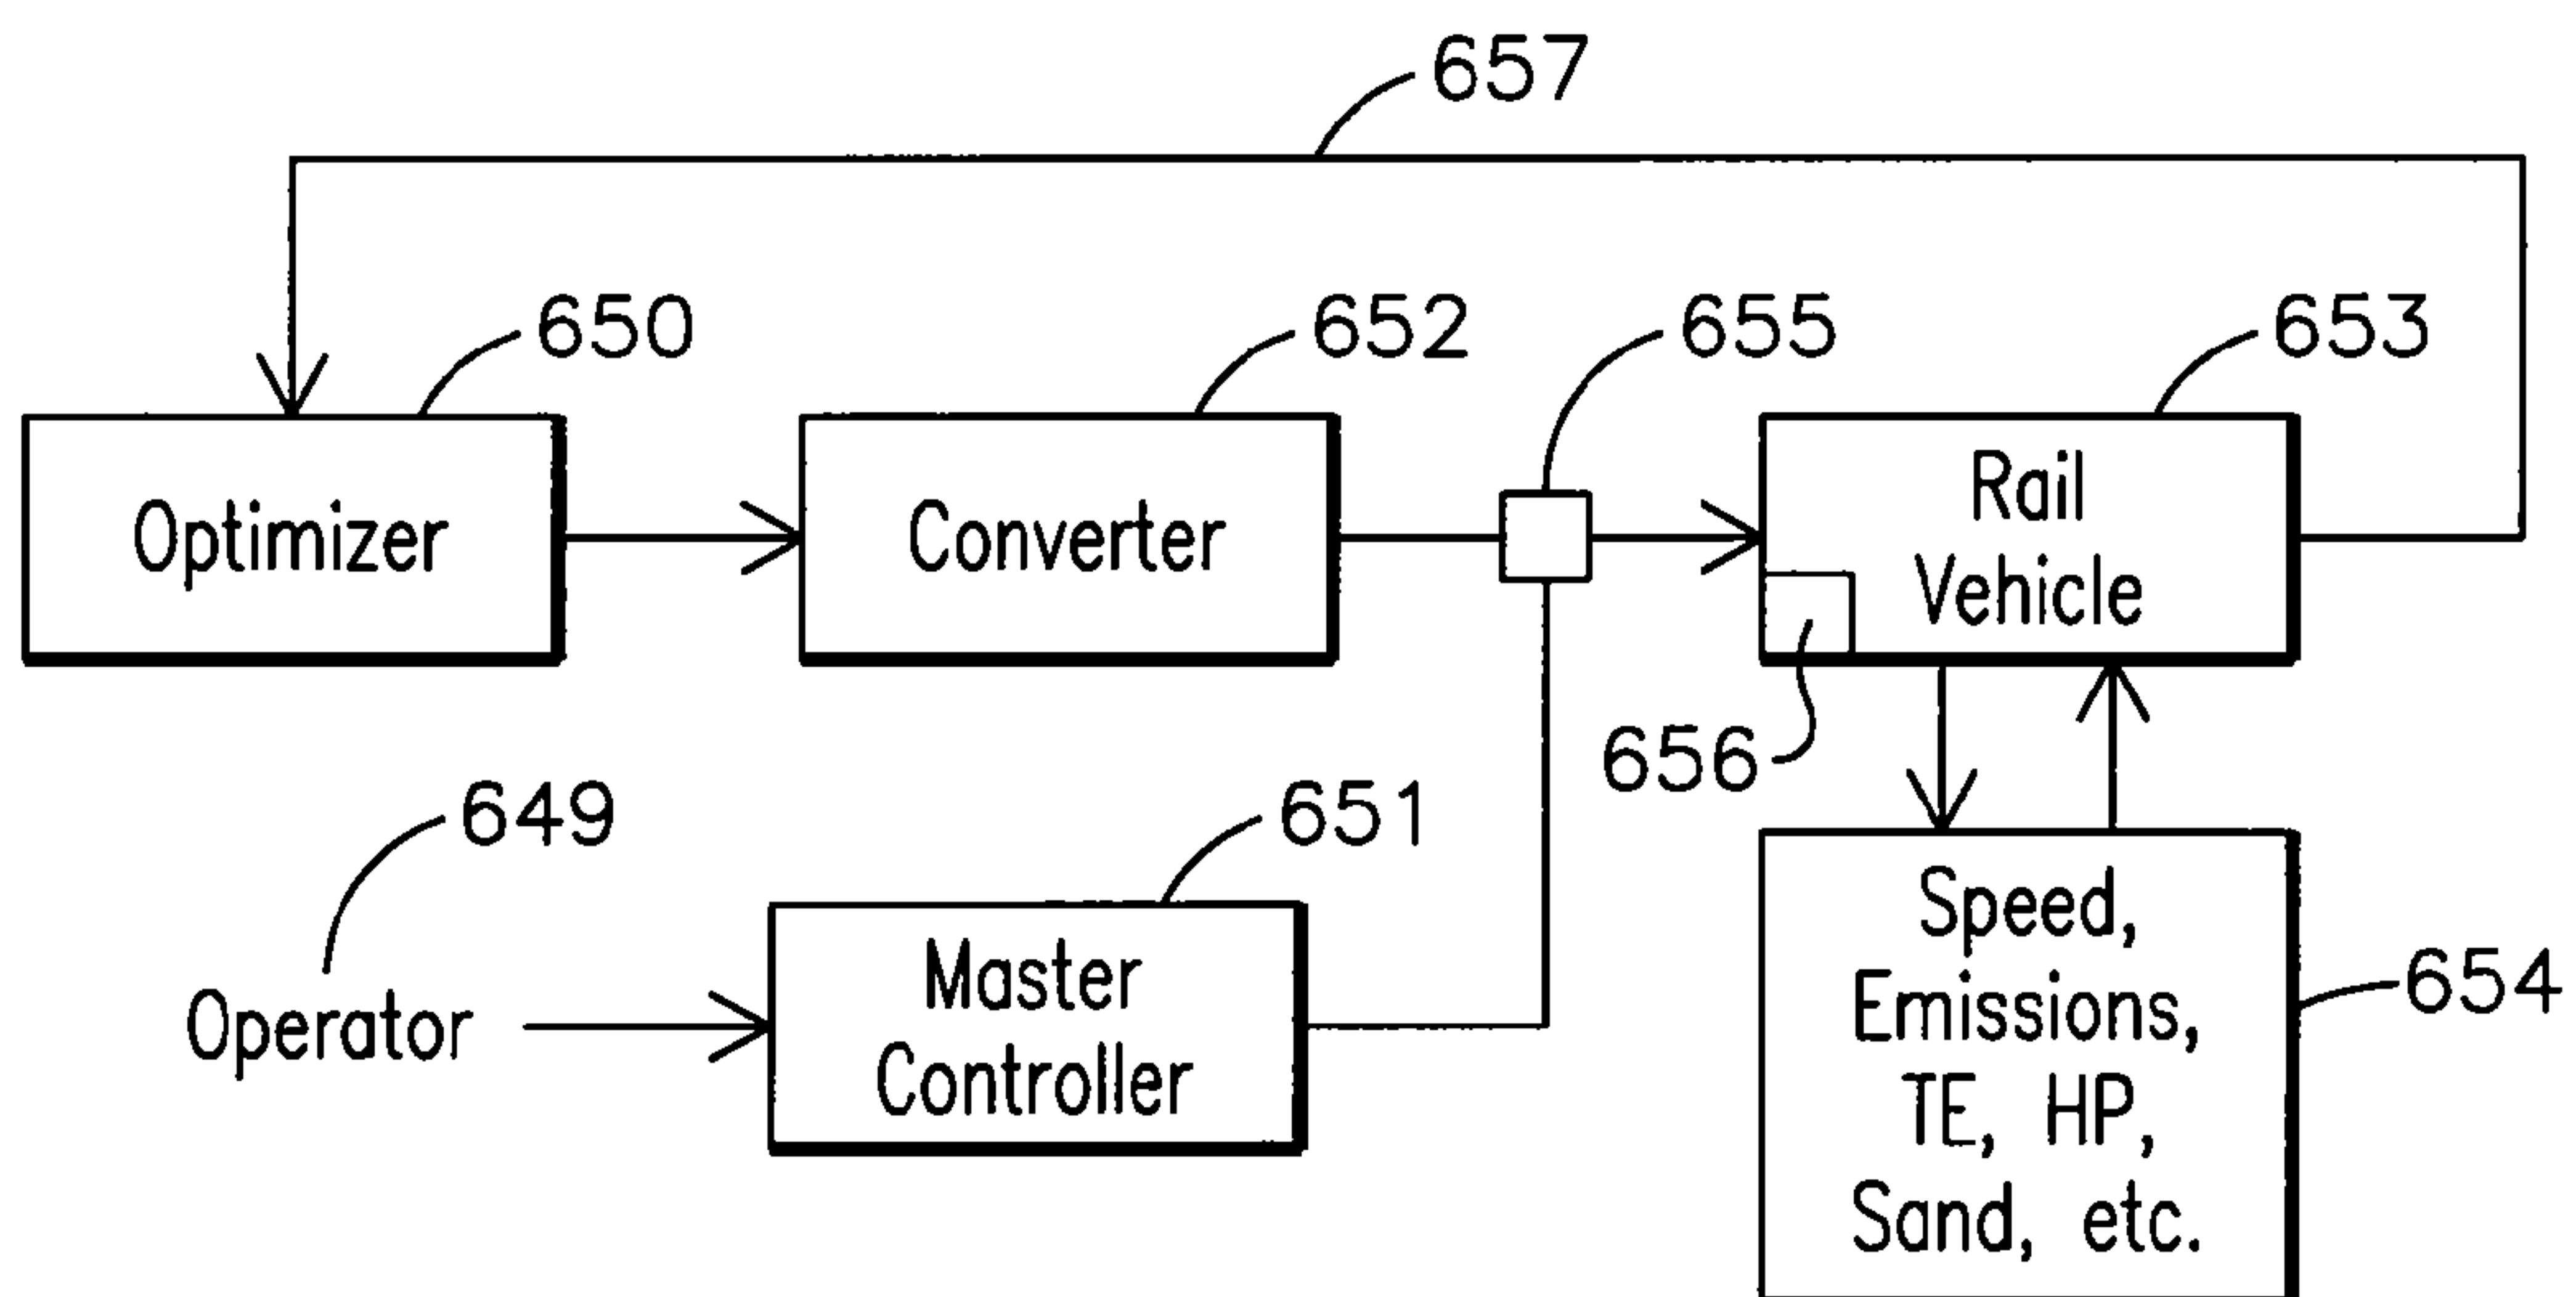 657
650
652
655
653
Optimizer
Converter
Rail
Vehicle
656
649
651
Operator
Master
Controller
Speed,
Emissions,
TE, HP,
Sand, etc.
654